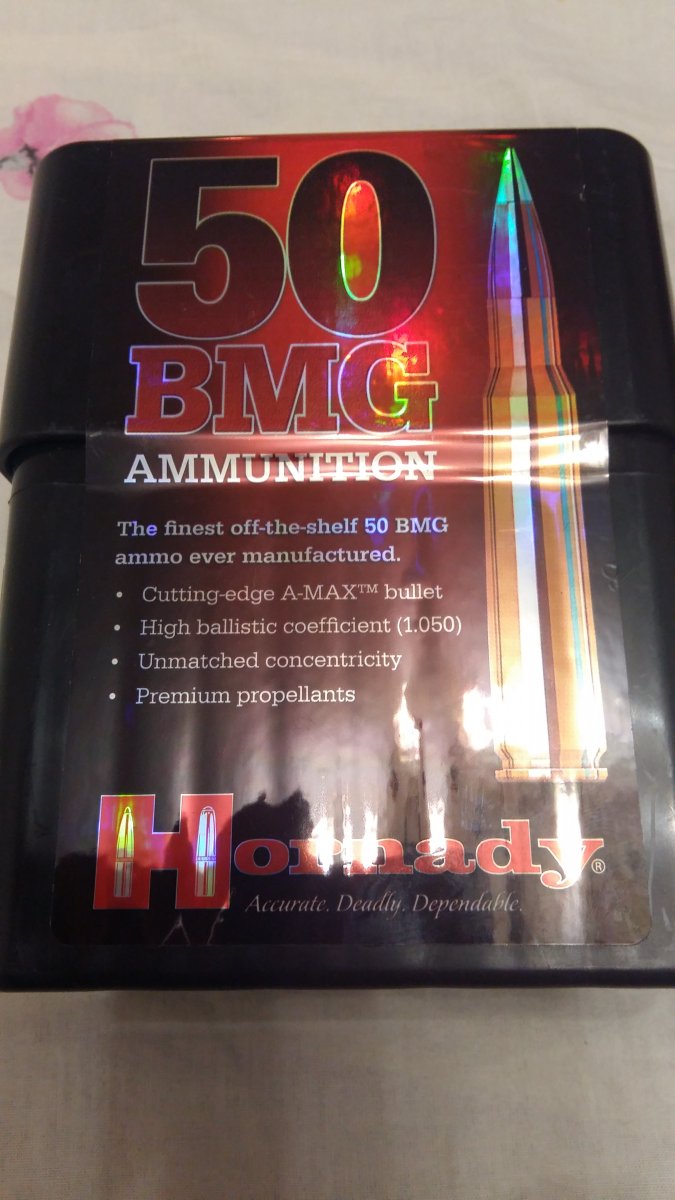 50
BMG
AMMUNITION
The finest off-the-shelf 50 BMG
ammo ever manufactured.
• Cutting-edge A-MAX™ bullet
• High ballistic coefficient (1.050)
• Unmatched concentricity
• Premium propellants
Hornady®
Accurate. Deadly. Dependable.